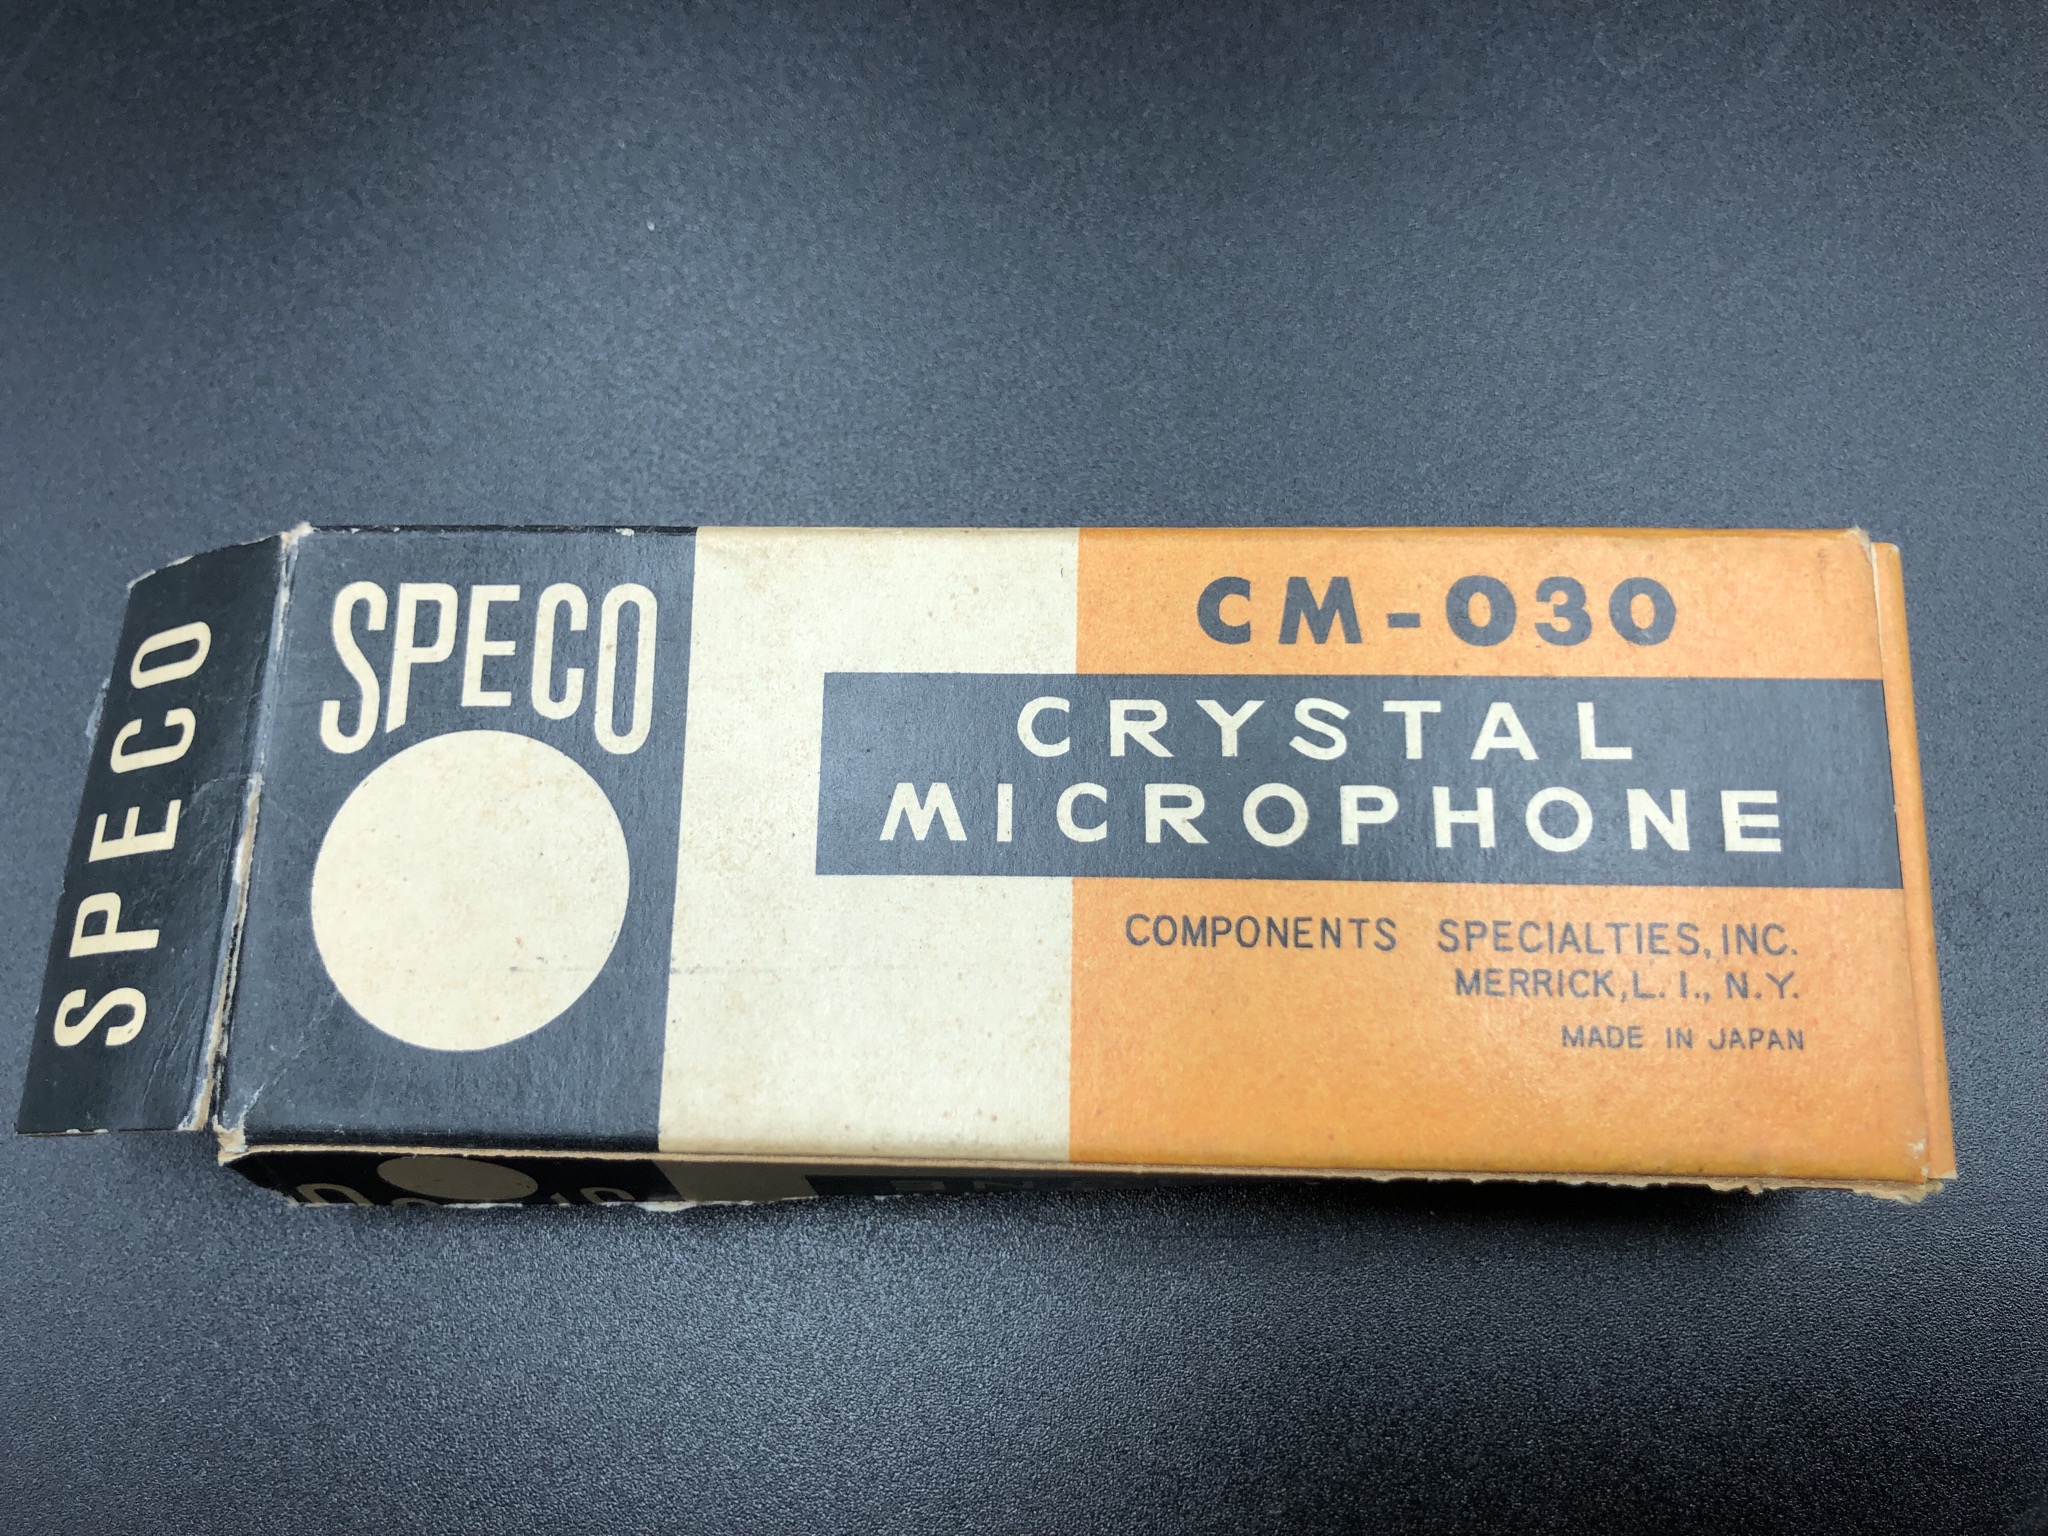 SPECO
SPECO
CM-030
CRYSTAL
MICROPHONE
COMPONENTS SPECIALTIES, INC.
MERRICK, L. I., N. Y.
MADE IN JAPAN